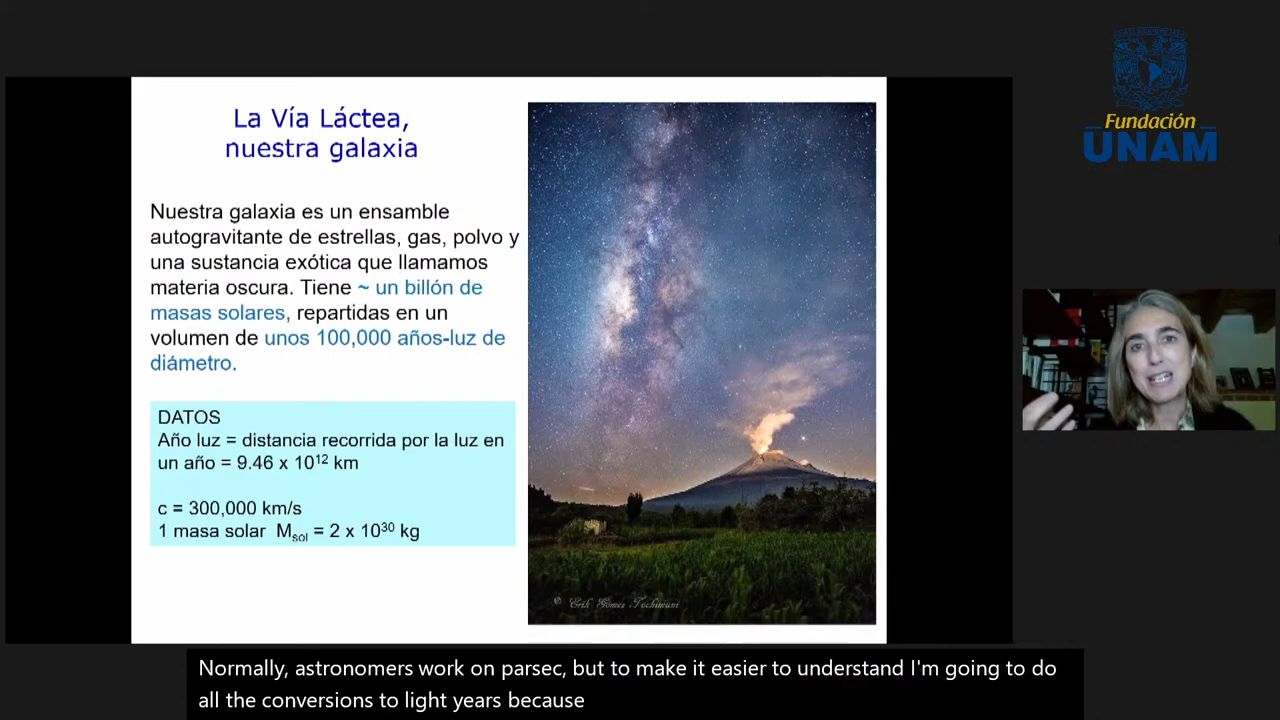 Fundación
UNAM
La Vía Láctea,
nuestra galaxia
Nuestra galaxia es un ensamble
autogravitante de estrellas, gas, polvo y
una sustancia exótica que llamamos
materia oscura. Tiene ~ un billón de
masas solares, repartidas en un
volumen de unos 100,000 años-luz de
diámetro.
DATOS
Año luz = distancia recorrida por la luz en
un año = 9.46 x 10¹² km
c = 300,000 km/s
1 masa solar Msol = 2 x 10³⁰ kg
© Erik Gómez Tochimani
Normally, astronomers work on parsec, but to make it easier to understand I'm going to do
all the conversions to light years because